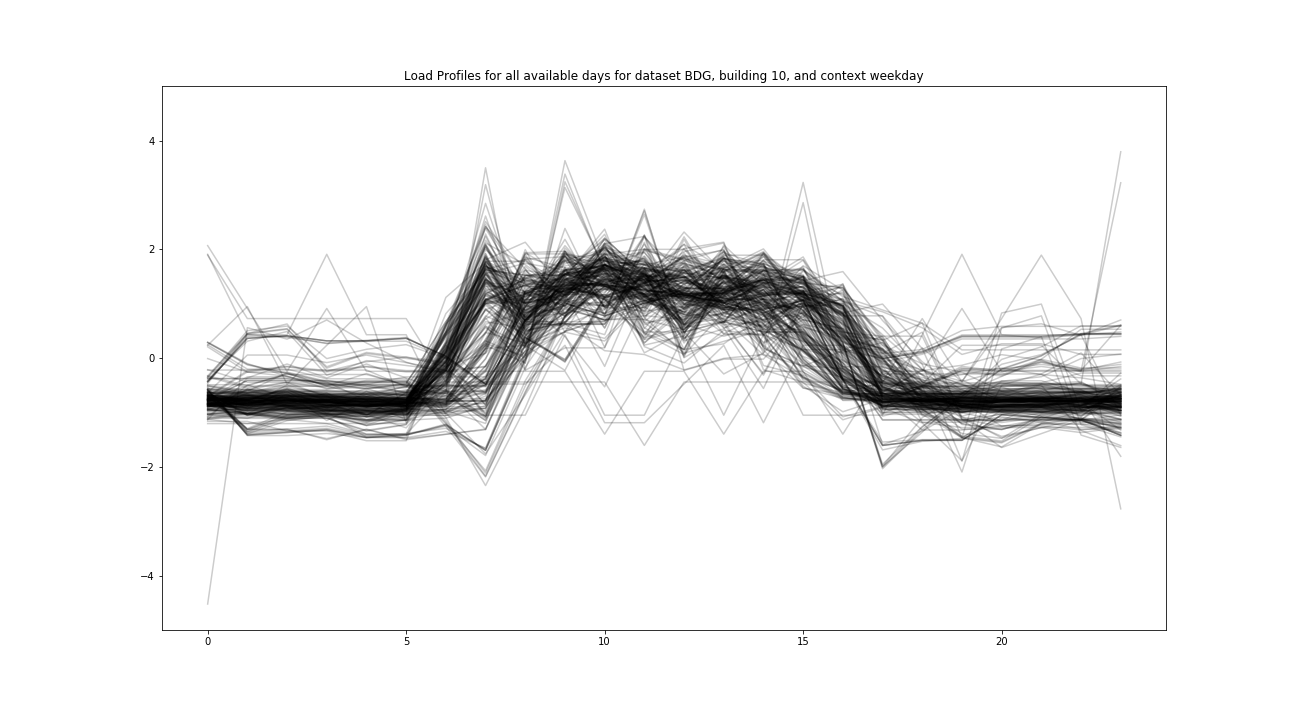 Load Profiles for all available days for dataset BDG, building 10, and context weekday
4
2
0
−2
−4
0 5 10 15 20